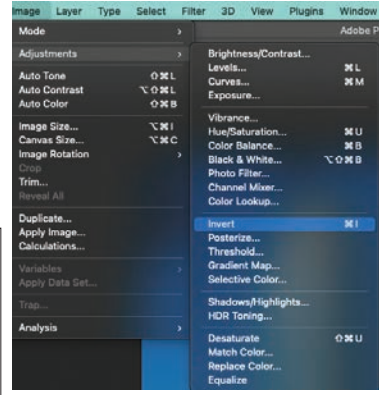 Image Layer Type Select Filter 3D View Plugins Window
Adobe P
Mode >
Adjustments >
Auto Tone ⇧⌘L
Auto Contrast ⌥⇧⌘L
Auto Color ⇧⌘B
Image Size... ⌥⌘I
Canvas Size... ⌥⌘C
Image Rotation >
Crop
Trim...
Reveal All
Duplicate...
Apply Image...
Calculations...
Variables >
Apply Data Set...
Trap...
Analysis >
Brightness/Contrast...
Levels... ⌘L
Curves... ⌘M
Exposure...
Vibrance...
Hue/Saturation... ⌘U
Color Balance... ⌘B
Black & White... ⌥⇧⌘B
Photo Filter...
Channel Mixer...
Color Lookup...
Invert ⌘I
Posterize...
Threshold...
Gradient Map...
Selective Color...
Shadows/Highlights...
HDR Toning...
Desaturate ⇧⌘U
Match Color...
Replace Color...
Equalize